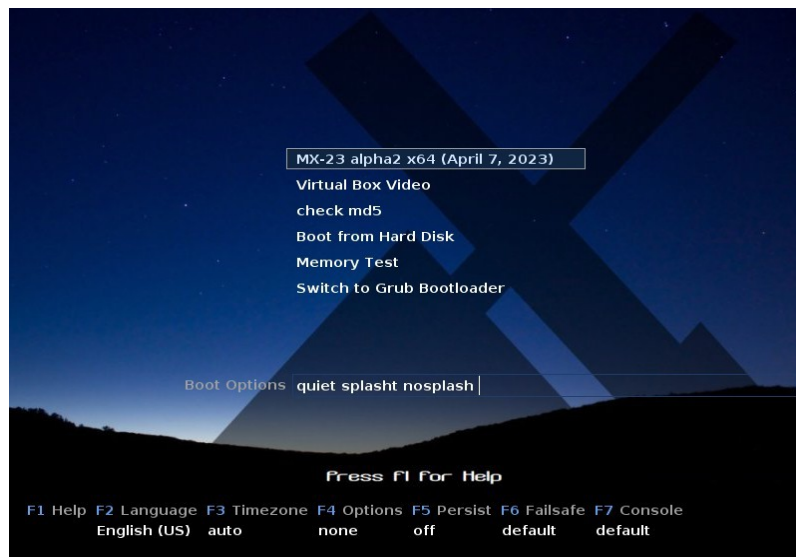 MX-23 alpha2 x64 (April 7, 2023)
Virtual Box Video
check md5
Boot from Hard Disk
Memory Test
Switch to Grub Bootloader
Boot Options quiet splasht nosplash
Press F1 for Help
F1 Help F2 Language F3 Timezone F4 Options F5 Persist F6 Failsafe F7 Console
English (US) auto none off default default